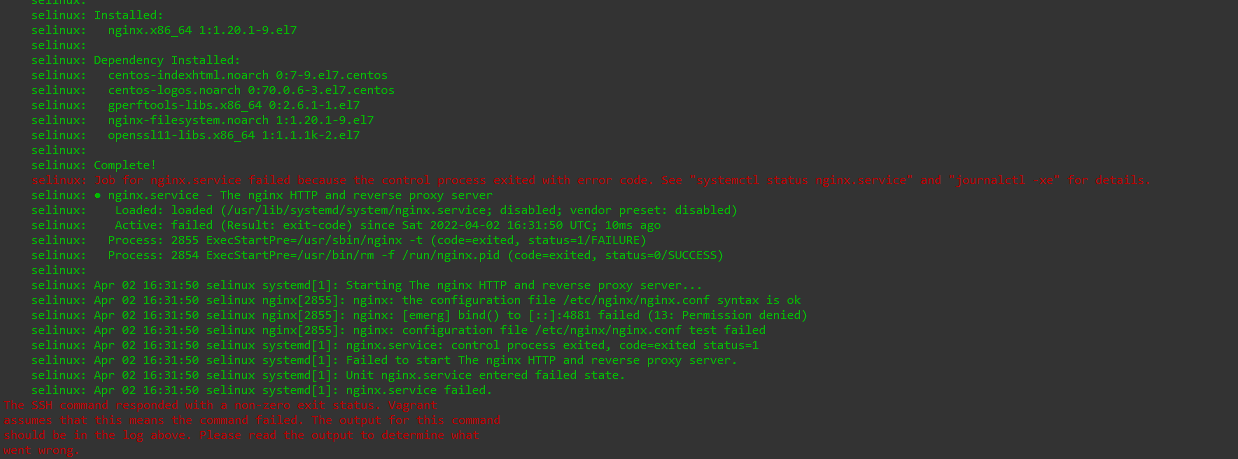 selinux:
selinux: Installed:
selinux:   nginx.x86_64 1:1.20.1-9.el7
selinux:
selinux: Dependency Installed:
selinux:   centos-indexhtml.noarch 0:7-9.el7.centos
selinux:   centos-logos.noarch 0:70.0.6-3.el7.centos
selinux:   gperftools-libs.x86_64 0:2.6.1-1.el7
selinux:   nginx-filesystem.noarch 1:1.20.1-9.el7
selinux:   openssl11-libs.x86_64 1:1.1.1k-2.el7
selinux:
selinux: Complete!
selinux: Job for nginx.service failed because the control process exited with error code. See "systemctl status nginx.service" and "journalctl -xe" for details.
selinux: ● nginx.service - The nginx HTTP and reverse proxy server
selinux:    Loaded: loaded (/usr/lib/systemd/system/nginx.service; disabled; vendor preset: disabled)
selinux:    Active: failed (Result: exit-code) since Sat 2022-04-02 16:31:50 UTC; 10ms ago
selinux:   Process: 2855 ExecStartPre=/usr/sbin/nginx -t (code=exited, status=1/FAILURE)
selinux:   Process: 2854 ExecStartPre=/usr/bin/rm -f /run/nginx.pid (code=exited, status=0/SUCCESS)
selinux:
selinux: Apr 02 16:31:50 selinux systemd[1]: Starting The nginx HTTP and reverse proxy server...
selinux: Apr 02 16:31:50 selinux nginx[2855]: nginx: the configuration file /etc/nginx/nginx.conf syntax is ok
selinux: Apr 02 16:31:50 selinux nginx[2855]: nginx: [emerg] bind() to [::]:4881 failed (13: Permission denied)
selinux: Apr 02 16:31:50 selinux nginx[2855]: nginx: configuration file /etc/nginx/nginx.conf test failed
selinux: Apr 02 16:31:50 selinux systemd[1]: nginx.service: control process exited, code=exited status=1
selinux: Apr 02 16:31:50 selinux systemd[1]: Failed to start The nginx HTTP and reverse proxy server.
selinux: Apr 02 16:31:50 selinux systemd[1]: Unit nginx.service entered failed state.
selinux: Apr 02 16:31:50 selinux systemd[1]: nginx.service failed.
The SSH command responded with a non-zero exit status. Vagrant
assumes that this means the command failed. The output for this command
should be in the log above. Please read the output to determine what
went wrong.